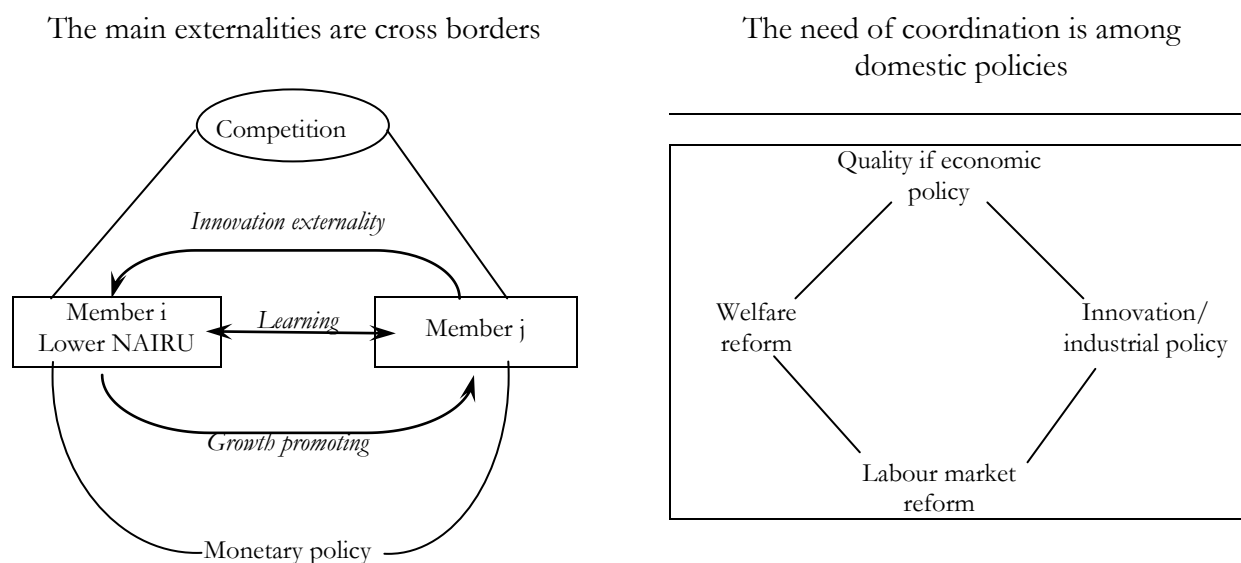 The main externalities are cross borders
Competition
Innovation externality
Member i
Lower NAIRU
Learning
Member j
Growth promoting
Monetary policy
The need of coordination is among
domestic policies
Quality if economic
policy
Welfare
reform
Innovation/
industrial policy
Labour market
reform